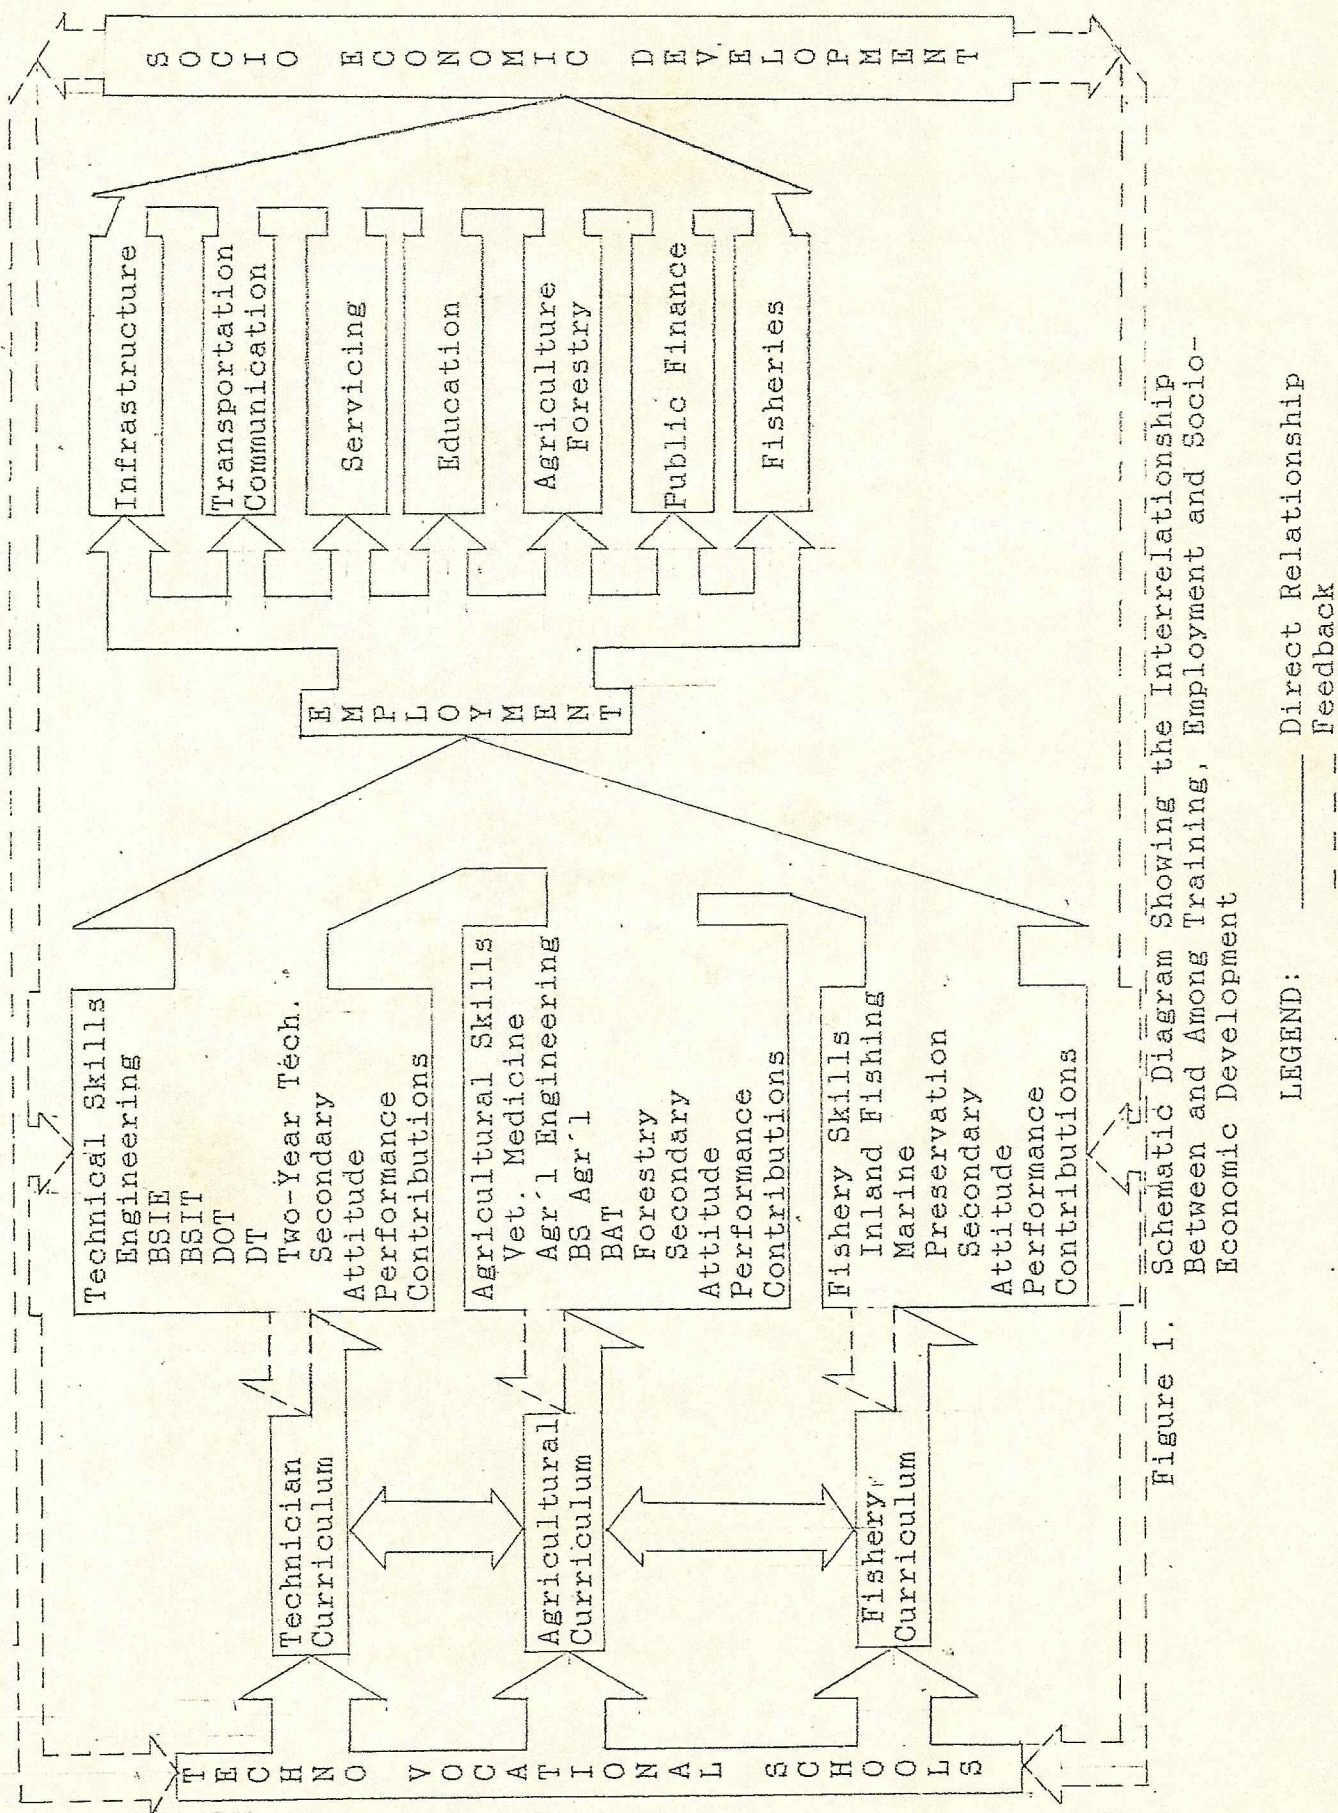 TECHNO VOCATIONAL SCHOOLS
Technician
Curriculum
Agricultural
Curriculum
Fishery
Curriculum
Technical Skills
Engineering
BSIE
BSIT
DOT
DT
Two-Year Tech.
Secondary
Attitude
Performance
Contributions
Agricultural Skills
Vet. Medicine
Agr'l Engineering
BS Agr'l
BAT
Forestry
Secondary
Attitude
Performance
Contributions
Fishery Skills
Inland Fishing
Marine
Preservation
Secondary
Attitude
Performance
Contributions
EMPLOYMENT
Infrastructure
Transportation
Communication
Servicing
Education
Agriculture
Forestry
Public Finance
Fisheries
SOCIO ECONOMIC DEVELOPMENT
Figure 1. Schematic Diagram Showing the Interrelationship
Between and Among Training, Employment and Socio-
Economic Development
LEGEND: Direct Relationship
Feedback